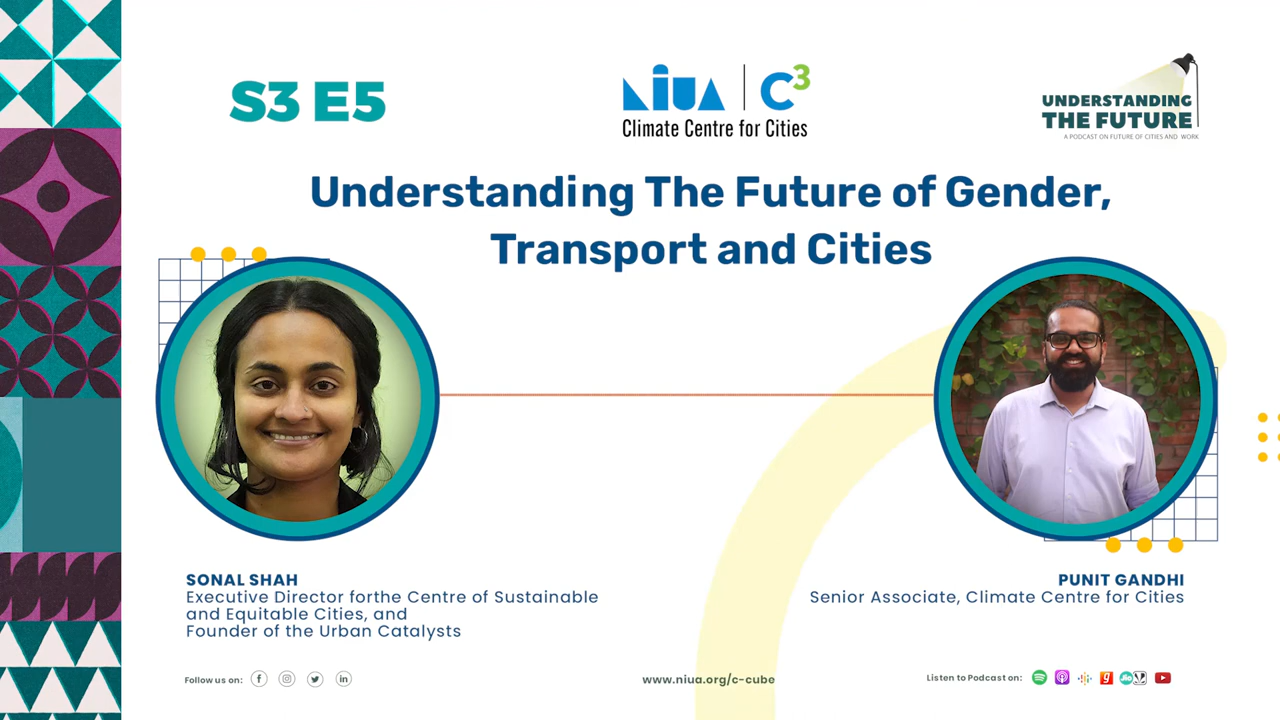 S3 E5
NIUA | C3
Climate Centre for Cities
UNDERSTANDING
THE FUTURE
A PODCAST ON FUTURE OF CITIES AND WORK
Understanding The Future of Gender,
Transport and Cities
SONAL SHAH
Executive Director forthe Centre of Sustainable
and Equitable Cities, and
Founder of the Urban Catalysts
PUNIT GANDHI
Senior Associate, Climate Centre for Cities
Follow us on:
www.niua.org/c-cube
Listen to Podcast on:
Jio